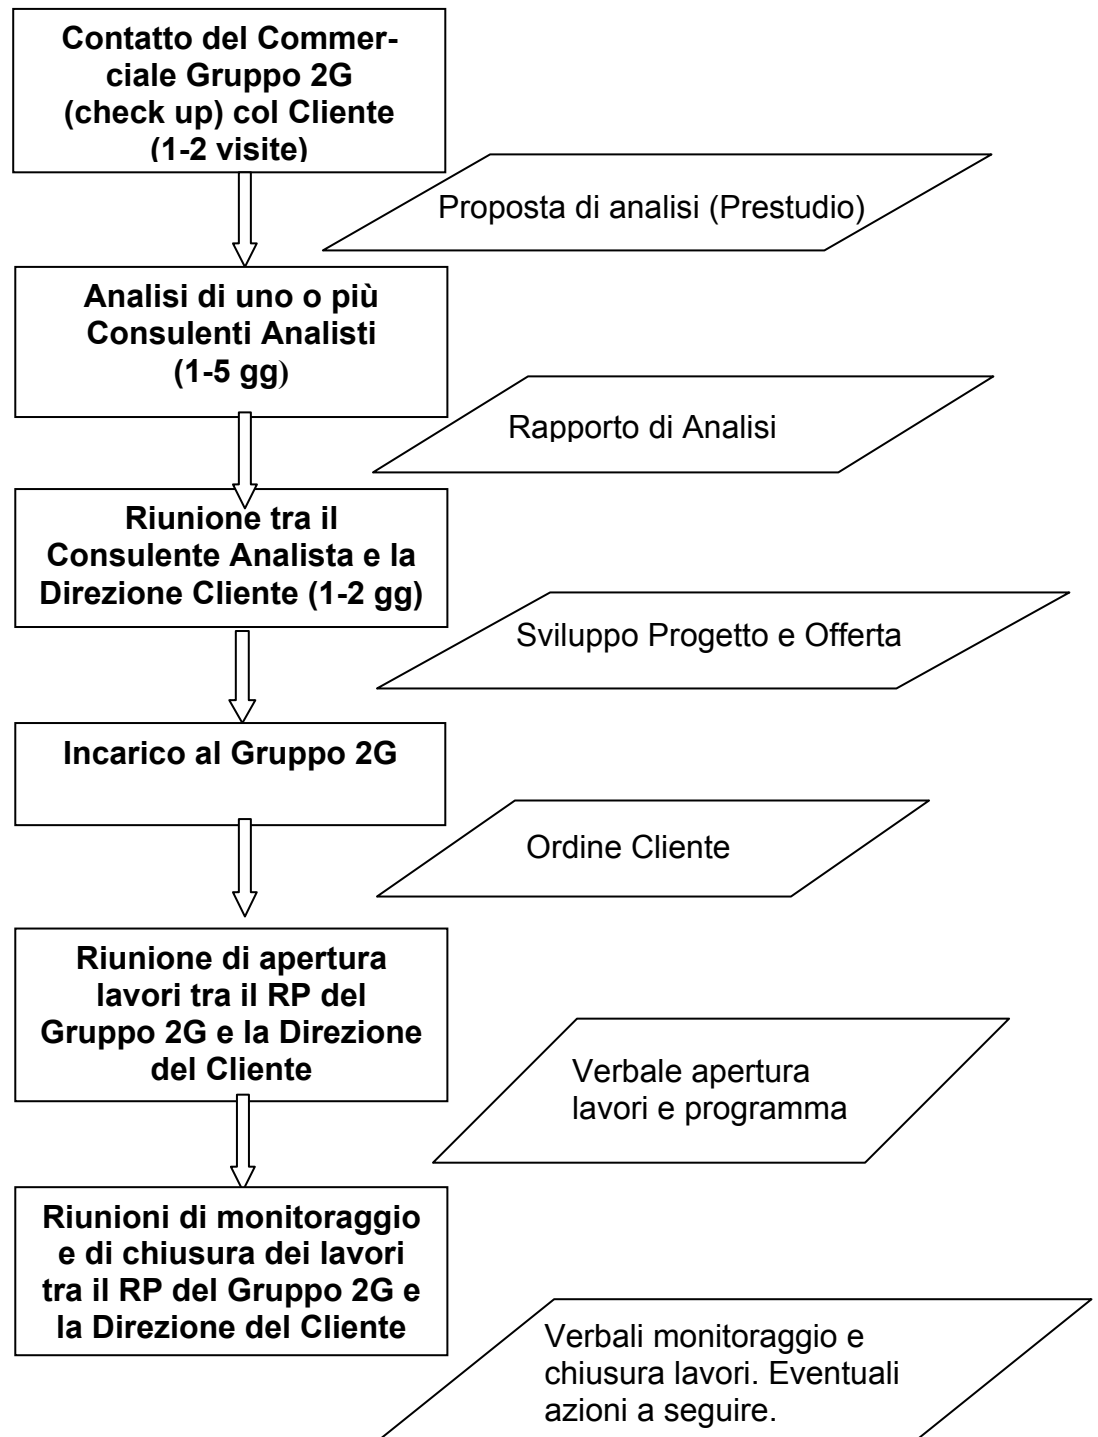 Contatto del Commer-
ciale Gruppo 2G
(check up) col Cliente
(1-2 visite)
Proposta di analisi (Prestudio)
Analisi di uno o più
Consulenti Analisti
(1-5 gg)
Rapporto di Analisi
Riunione tra il
Consulente Analista e la
Direzione Cliente (1-2 gg)
Sviluppo Progetto e Offerta
Incarico al Gruppo 2G
Ordine Cliente
Riunione di apertura
lavori tra il RP del
Gruppo 2G e la Direzione
del Cliente
Verbale apertura
lavori e programma
Riunioni di monitoraggio
e di chiusura dei lavori
tra il RP del Gruppo 2G e
la Direzione del Cliente
Verbali monitoraggio e
chiusura lavori. Eventuali
azioni a seguire.